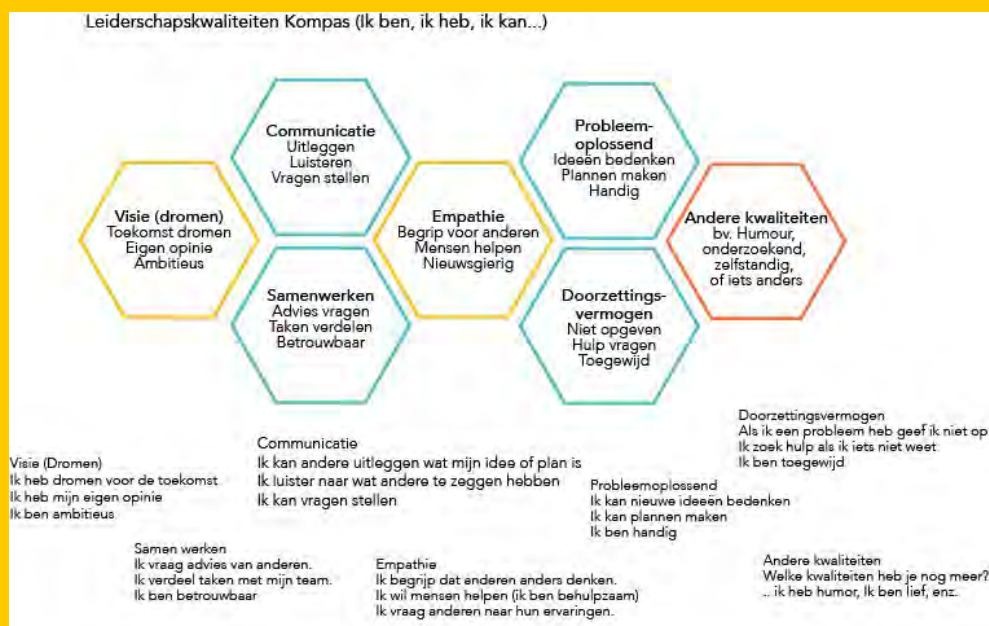 Leiderschapskwaliteiten Kompas (Ik ben, ik heb, ik kan...)
Communicatie
Uitleggen
Luisteren
Vragen stellen
Probleem-
oplossend
Ideeën bedenken
Plannen maken
Handig
Visie (dromen)
Toekomst dromen
Eigen opinie
Ambitieus
Empathie
Begrip voor anderen
Mensen helpen
Nieuwsgierig
Andere kwaliteiten
bv. Humour,
onderzoekend,
zelfstandig,
of iets anders
Samenwerken
Advies vragen
Taken verdelen
Betrouwbaar
Doorzettings-
vermogen
Niet opgeven
Hulp vragen
Toegewijd
Visie (Dromen)
Ik heb dromen voor de toekomst
Ik heb mijn eigen opinie
Ik ben ambitieus
Communicatie
Ik kan andere uitleggen wat mijn idee of plan is
Ik luister naar wat andere te zeggen hebben
Ik kan vragen stellen
Doorzettingsvermogen
Als ik een probleem heb geef ik niet op
Ik zoek hulp als ik iets niet weet
Ik ben toegewijd
Probleemoplossend
Ik kan nieuwe ideeën bedenken
Ik kan plannen maken
Ik ben handig
Samen werken
Ik vraag advies van anderen.
Ik verdeel taken met mijn team.
Ik ben betrouwbaar
Empathie
Ik begrijp dat anderen anders denken.
Ik wil mensen helpen (ik ben behulpzaam)
Ik vraag anderen naar hun ervaringen.
Andere kwaliteiten
Welke kwaliteiten heb je nog meer?
.. ik heb humor, Ik ben lief, enz.